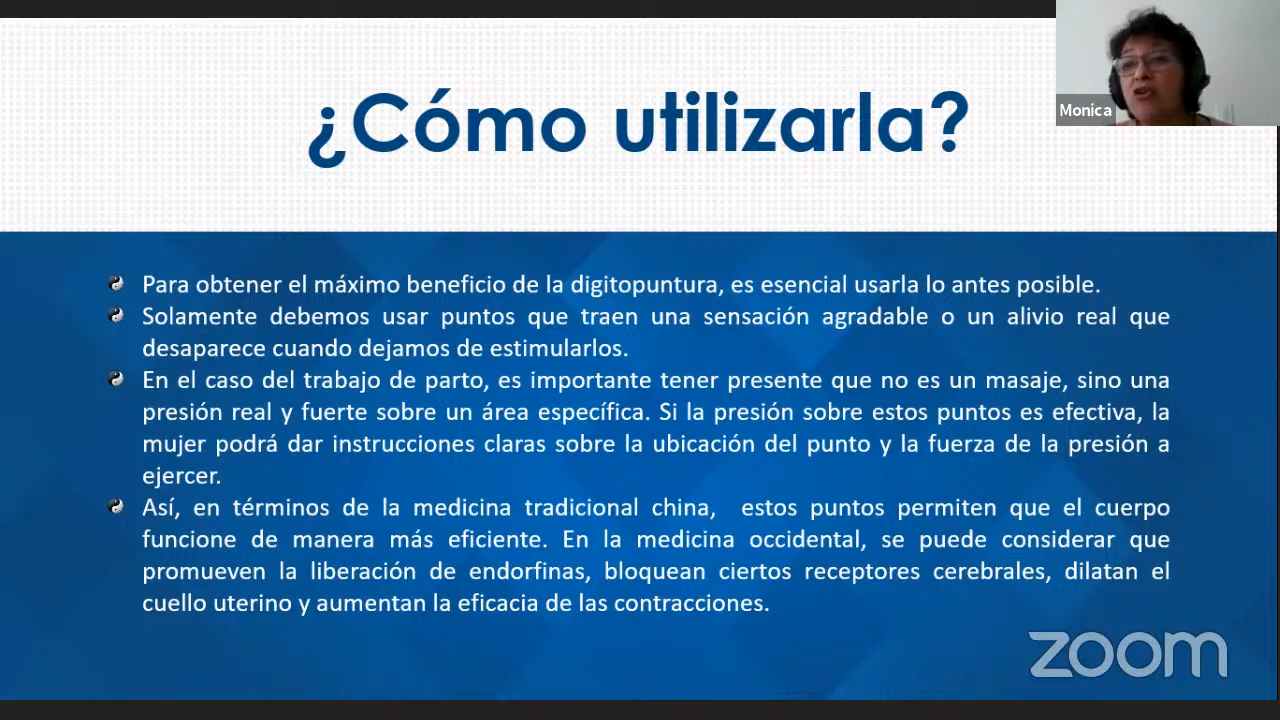 ¿Cómo utilizarla?
Monica
Para obtener el máximo beneficio de la digitopuntura, es esencial usarla lo antes posible.
Solamente debemos usar puntos que traen una sensación agradable o un alivio real que
desaparece cuando dejamos de estimularlos.
En el caso del trabajo de parto, es importante tener presente que no es un masaje, sino una
presión real y fuerte sobre un área específica. Si la presión sobre estos puntos es efectiva, la
mujer podrá dar instrucciones claras sobre la ubicación del punto y la fuerza de la presión a
ejercer.
Así, en términos de la medicina tradicional china, estos puntos permiten que el cuerpo
funcione de manera más eficiente. En la medicina occidental, se puede considerar que
promueven la liberación de endorfinas, bloquean ciertos receptores cerebrales, dilatan el
cuello uterino y aumentan la eficacia de las contracciones.
zoom